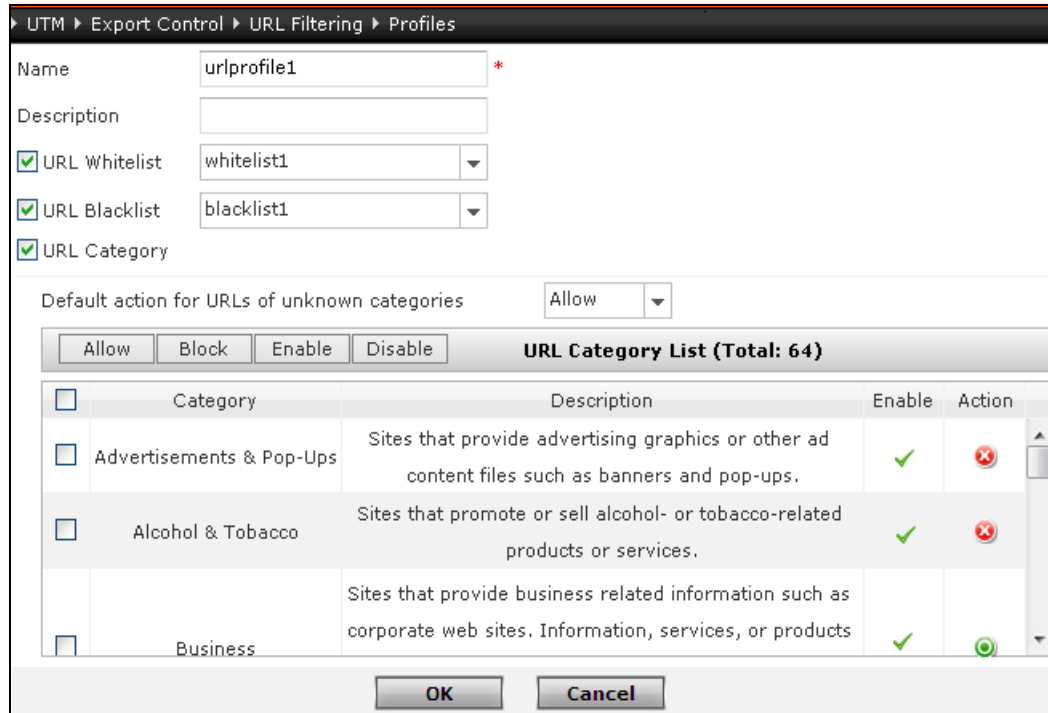 UTM Export Control URL Filtering Profiles
Name urlprofile1 *
Description
URL Whitelist whitelist1
URL Blacklist blacklist1
URL Category
Default action for URLs of unknown categories Allow
Allow Block Enable Disable URL Category List (Total: 64)
Category Description Enable Action
Advertisements & Pop-Ups Sites that provide advertising graphics or other ad
content files such as banners and pop-ups.
Alcohol & Tobacco Sites that promote or sell alcohol- or tobacco-related
products or services.
Sites that provide business related information such as
corporate web sites. Information, services, or products
Business
OK Cancel